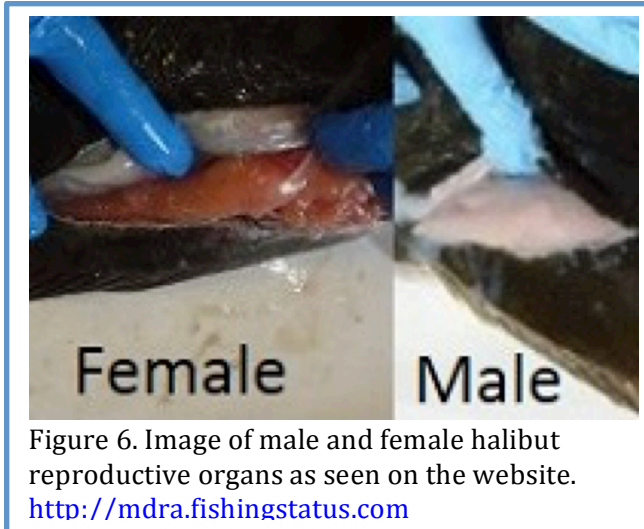 Female
Male
Figure 6. Image of male and female halibut
reproductive organs as seen on the website.
http://mdra.fishingstatus.com